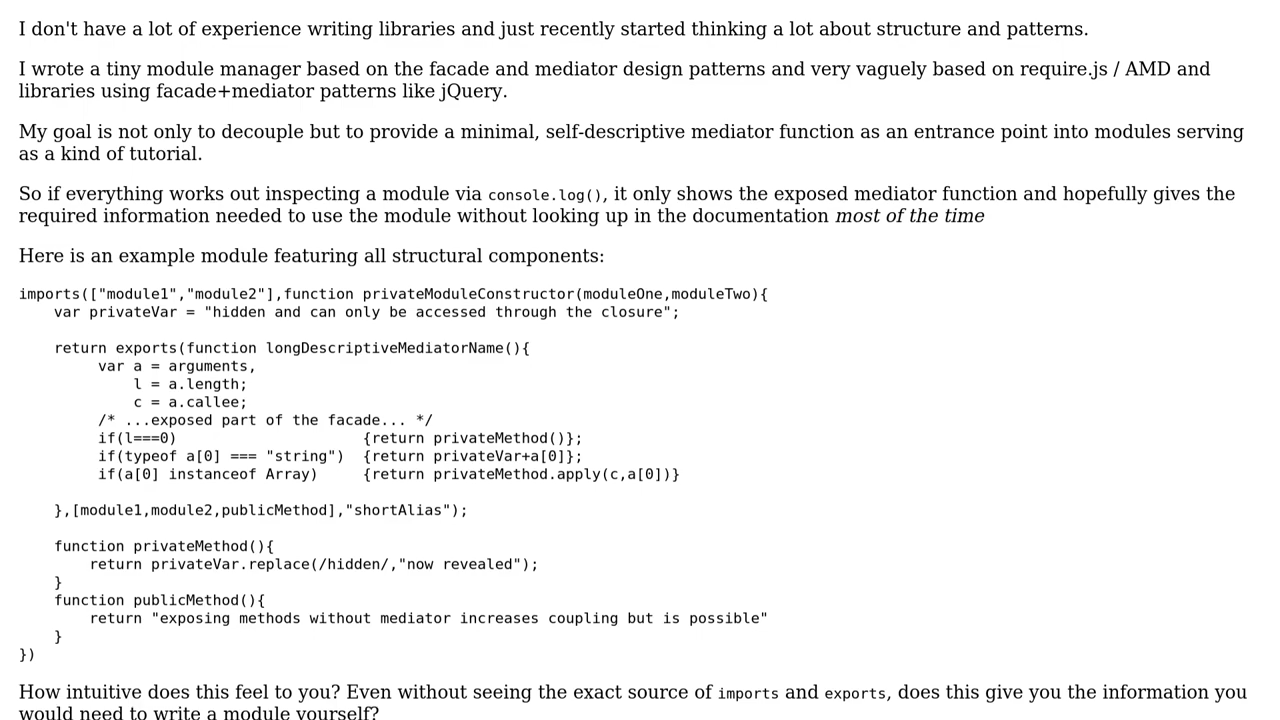 I don't have a lot of experience writing libraries and just recently started thinking a lot about structure and patterns.
I wrote a tiny module manager based on the facade and mediator design patterns and very vaguely based on require.js / AMD and
libraries using facade+mediator patterns like jQuery.
My goal is not only to decouple but to provide a minimal, self-descriptive mediator function as an entrance point into modules serving
as a kind of tutorial.
So if everything works out inspecting a module via console.log(), it only shows the exposed mediator function and hopefully gives the
required information needed to use the module without looking up in the documentation most of the time
Here is an example module featuring all structural components:
imports(["module1","module2"],function privateModuleConstructor(moduleOne,moduleTwo){
    var privateVar = "hidden and can only be accessed through the closure";
    return exports(function longDescriptiveMediatorName(){
         var a = arguments,
             l = a.length;
             c = a.callee;
         /* ...exposed part of the facade... */
         if(l===0)                     {return privateMethod()};
         if(typeof a[0] === "string")  {return privateVar+a[0]};
         if(a[0] instanceof Array)     {return privateMethod.apply(c,a[0])}
    },[module1,module2,publicMethod],"shortAlias");
    function privateMethod(){
        return privateVar.replace(/hidden/,"now revealed");
    }
    function publicMethod(){
        return "exposing methods without mediator increases coupling but is possible"
    }
})
How intuitive does this feel to you? Even without seeing the exact source of imports and exports, does this give you the information you
would need to write a module yourself?